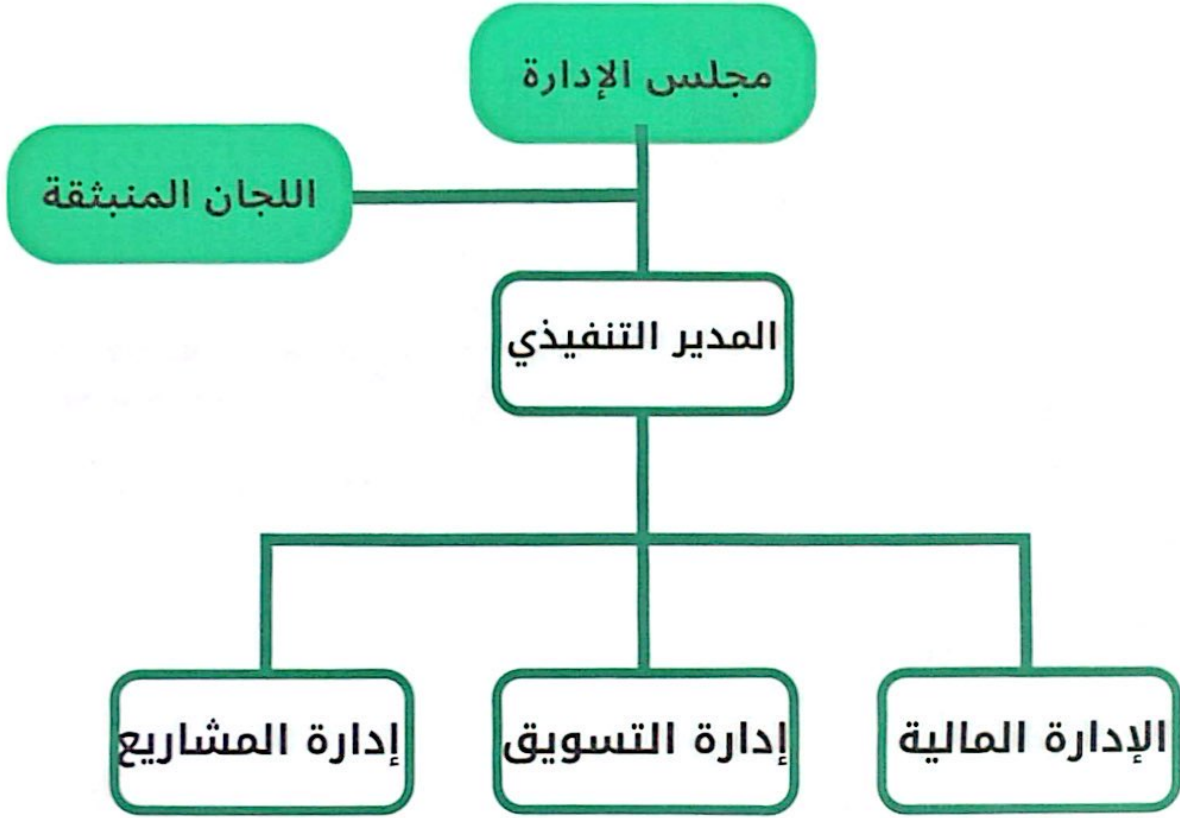 مجلس الإدارة
اللجان المنبثقة
المدير التنفيذي
الإدارة المالية
إدارة التسويق
إدارة المشاريع